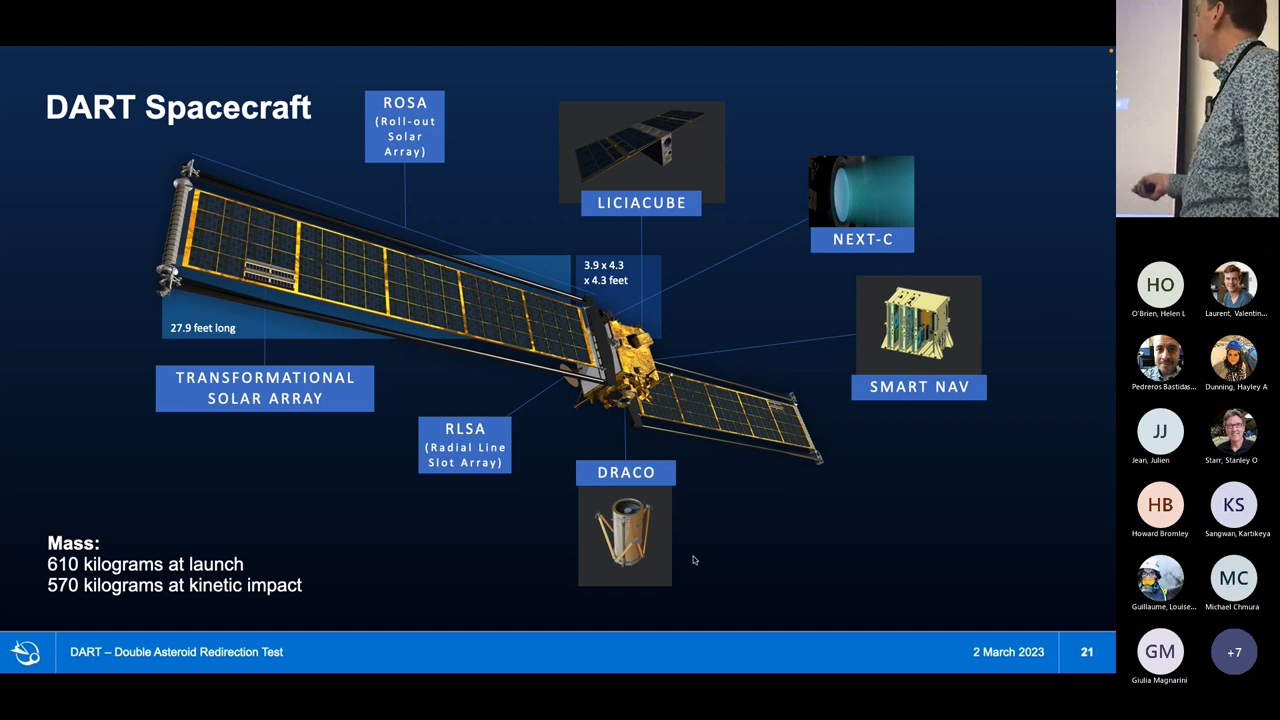 DART Spacecraft
ROSA
(Roll-out
Solar
Array)
LICIACUBE
NEXT-C
3.9 x 4.3
x 4.3 feet
27.9 feet long
TRANSFORMATIONAL
SOLAR ARRAY
SMART NAV
RLSA
(Radial Line
Slot Array)
DRACO
Mass:
610 kilograms at launch
570 kilograms at kinetic impact
DART – Double Asteroid Redirection Test
2 March 2023
21
HO
O'Brien, Helen L
Laurent, Valentin...
Pedreros Bastidas...
Dunning, Hayley A
JJ
Jean, Julien
Starr, Stanley O
HB
Howard Bromley
KS
Sangwan, Kartikeya
Guillaume, Louise...
MC
Michael Chmura
GM
Giulia Magnarini
+7